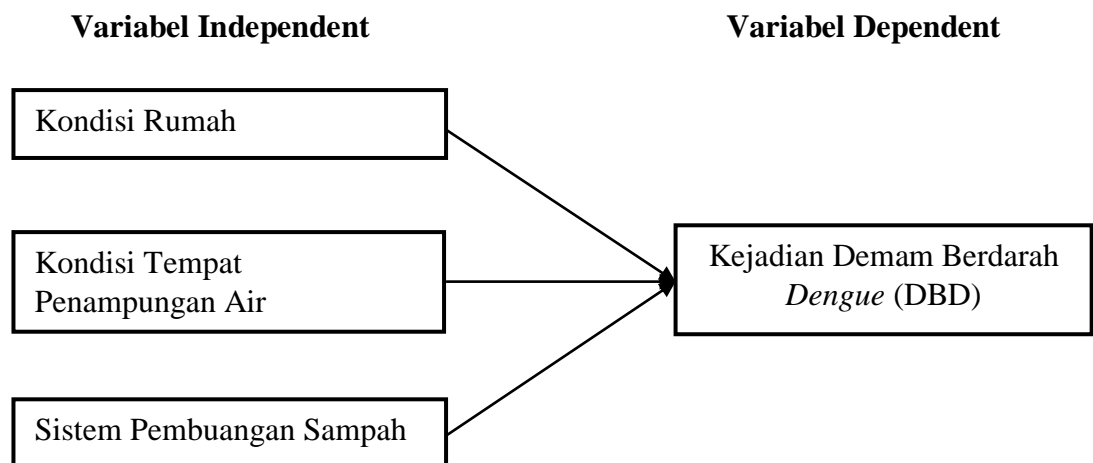 Variabel Independent
Variabel Dependent
Kondisi Rumah
Kondisi Tempat
Penampungan Air
Kejadian Demam Berdarah
Dengue (DBD)
Sistem Pembuangan Sampah